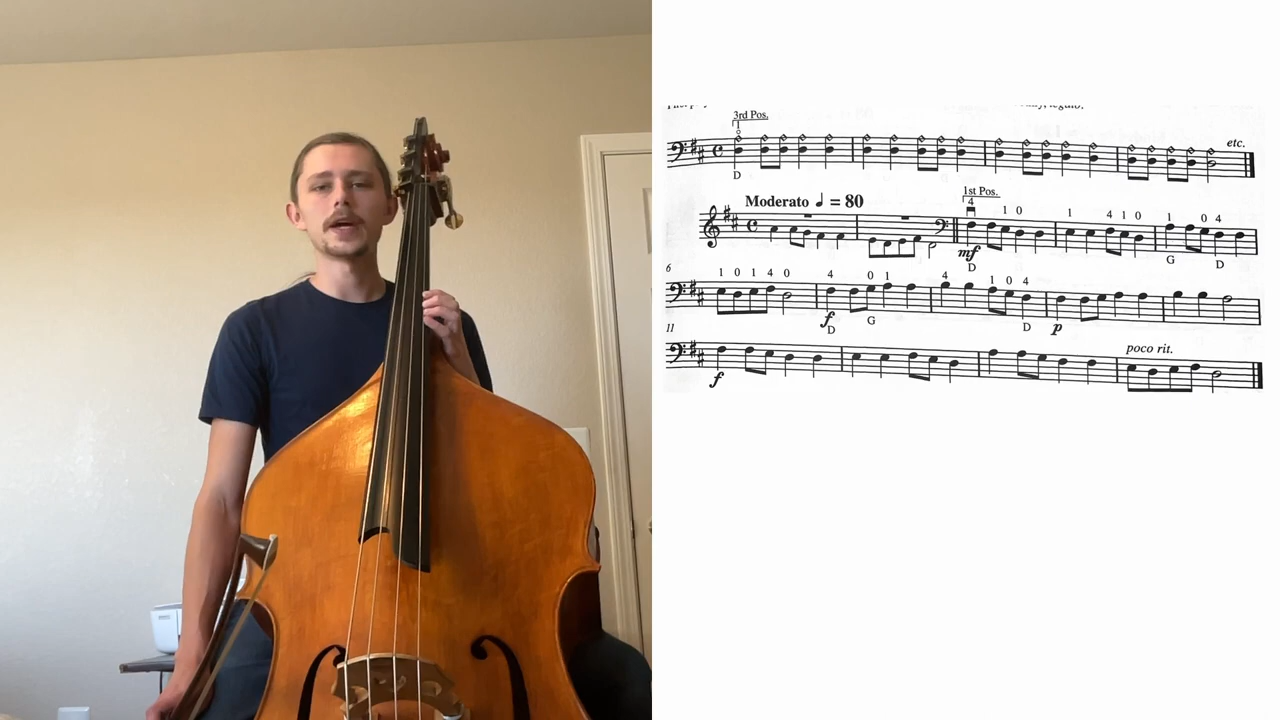 3rd Pos.
1
etc.
D
1st Pos.
Moderato ♩ = 80
4 1 0 1 4 1 0 1 0 4
mf
D G D
6
1 0 1 4 0 4 0 1 4 1 0 4
f p
D G D
11
poco rit.
f